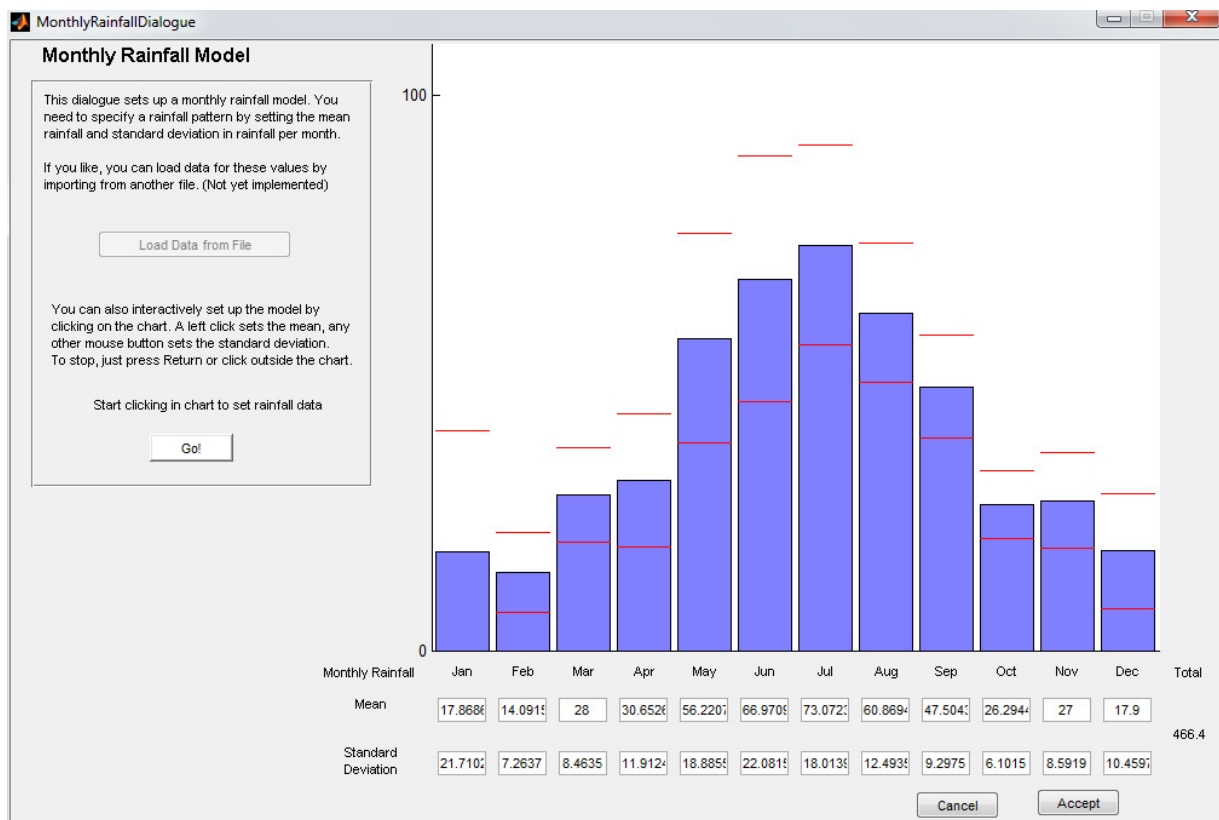 MonthlyRainfallDialogue
Monthly Rainfall Model
This dialogue sets up a monthly rainfall model. You
need to specify a rainfall pattern by setting the mean
rainfall and standard deviation in rainfall per month.
If you like, you can load data for these values by
importing from another file. (Not yet implemented)
Load Data from File
You can also interactively set up the model by
clicking on the chart. A left click sets the mean, any
other mouse button sets the standard deviation.
To stop, just press Return or click outside the chart.
Start clicking in chart to set rainfall data
Go!
100
0
Monthly Rainfall Jan Feb Mar Apr May Jun Jul Aug Sep Oct Nov Dec Total
Mean 17.8686 14.0915 28 30.6526 56.2207 66.9709 73.0723 60.8694 47.5043 26.2944 27 17.9
466.4
Standard
Deviation 21.7102 7.2637 8.4635 11.9124 18.8855 22.0815 18.0139 12.4935 9.2975 6.1015 8.5919 10.4597
Cancel Accept